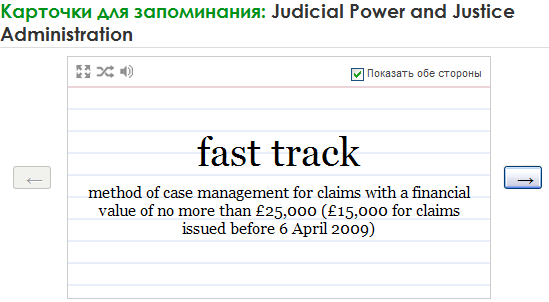 Карточки для запоминания: Judicial Power and Justice
Administration
Показать обе стороны
fast track
method of case management for claims with a financial
value of no more than £25,000 (£15,000 for claims
issued before 6 April 2009)